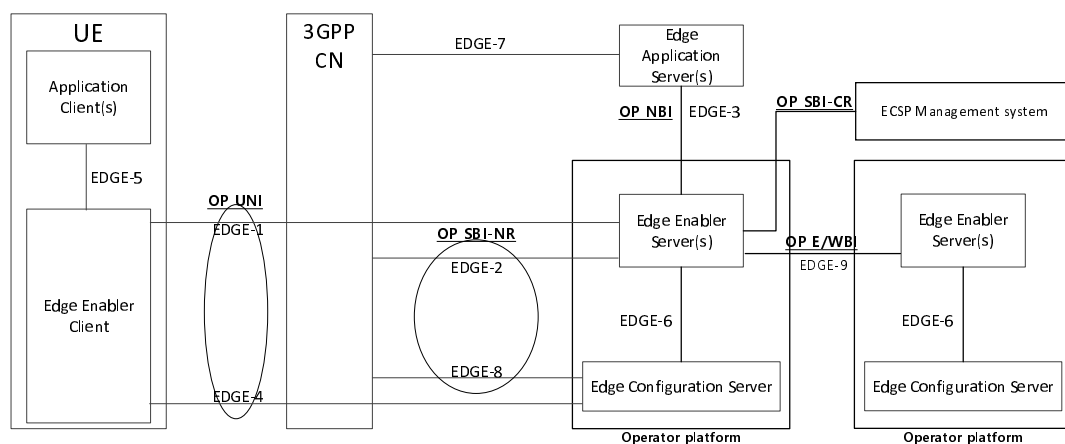 UE
Application
Client(s)
EDGE-5
Edge Enabler
Client
OP UNI
EDGE-1
EDGE-4
3GPP
CN
EDGE-7
OP SBI-NR
EDGE-2
EDGE-8
Edge
Application
Server(s)
OP NBI
EDGE-3
OP SBI-CR
ECSP Management system
Edge Enabler
Server(s)
EDGE-6
Edge Configuration Server
Operator platform
OP E/WBI
EDGE-9
Edge Enabler
Server(s)
EDGE-6
Edge Configuration Server
Operator platform